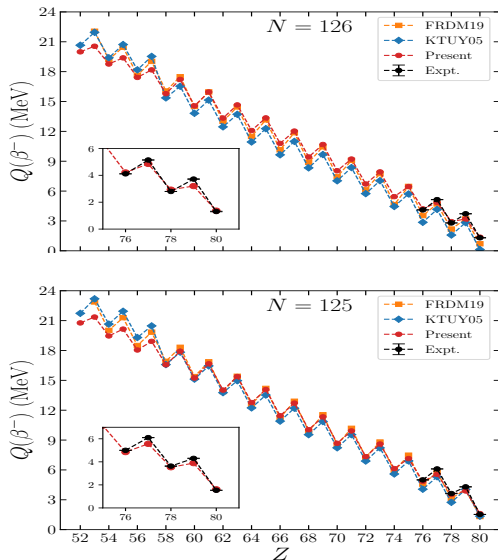 N = 126
FRDM19
KTUY05
Present
Expt.
Q(β⁻) (MeV)
24
21
18
15
12
9
6
3
0
6
4
2
0
76 78 80
N = 125
FRDM19
KTUY05
Present
Expt.
Q(β⁻) (MeV)
24
21
18
15
12
9
6
3
0
6
4
2
0
76 78 80
52 54 56 58 60 62 64 66 68 70 72 74 76 78 80
Z